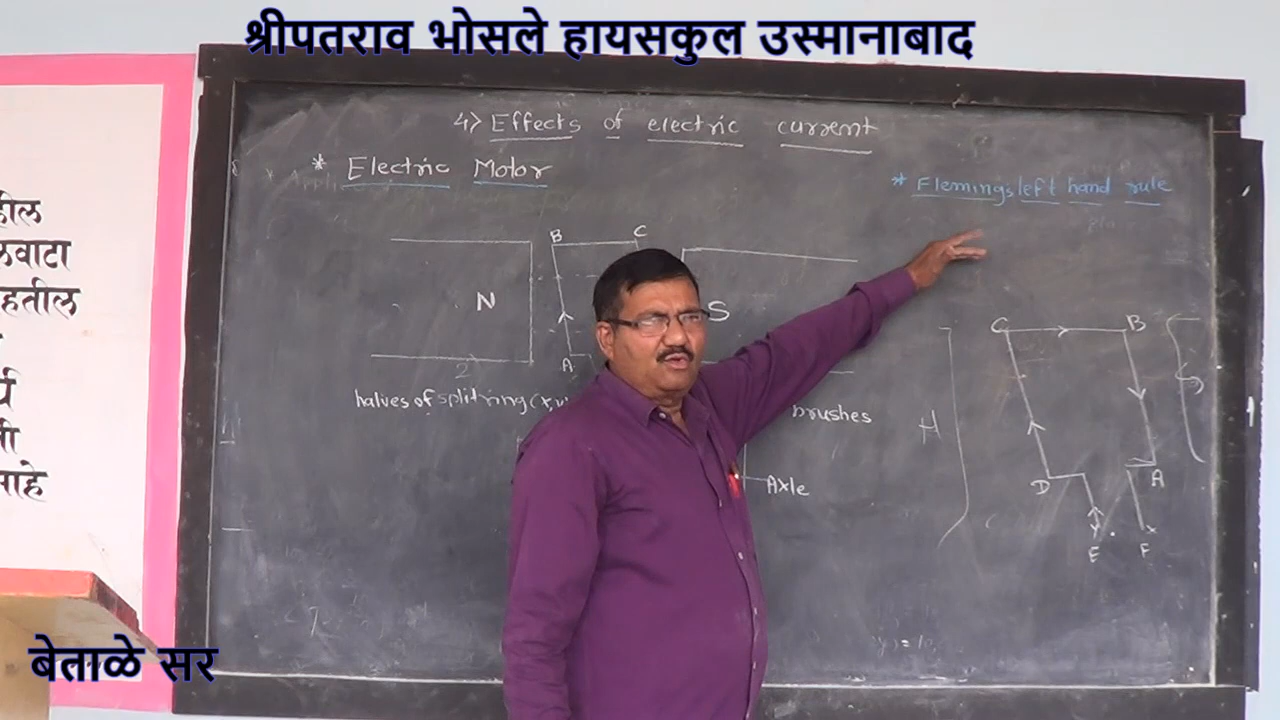 श्रीपतराव भोसले हायसकुल उस्मानाबाद
4) Effects of electric current
* Electric Motor
* Flemings left hand rule
B C
N
S
A
halves of split ring (x,
brushes
Axle
C B
H
D A
E F
हील
हतील
माहे
बेताळे सर